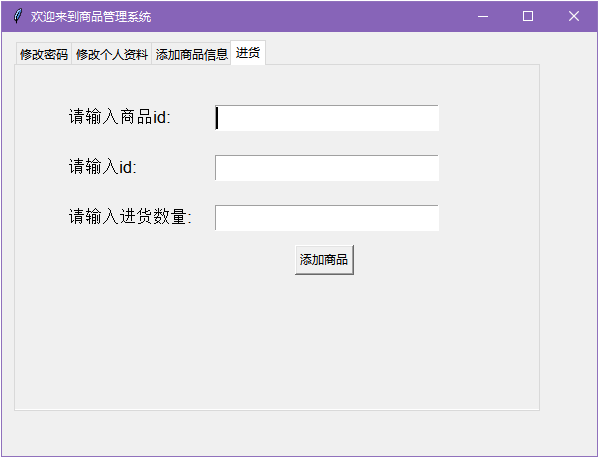 欢迎来到商品管理系统
修改密码 修改个人资料 添加商品信息 进货
请输入商品id:
请输入id:
请输入进货数量:
添加商品